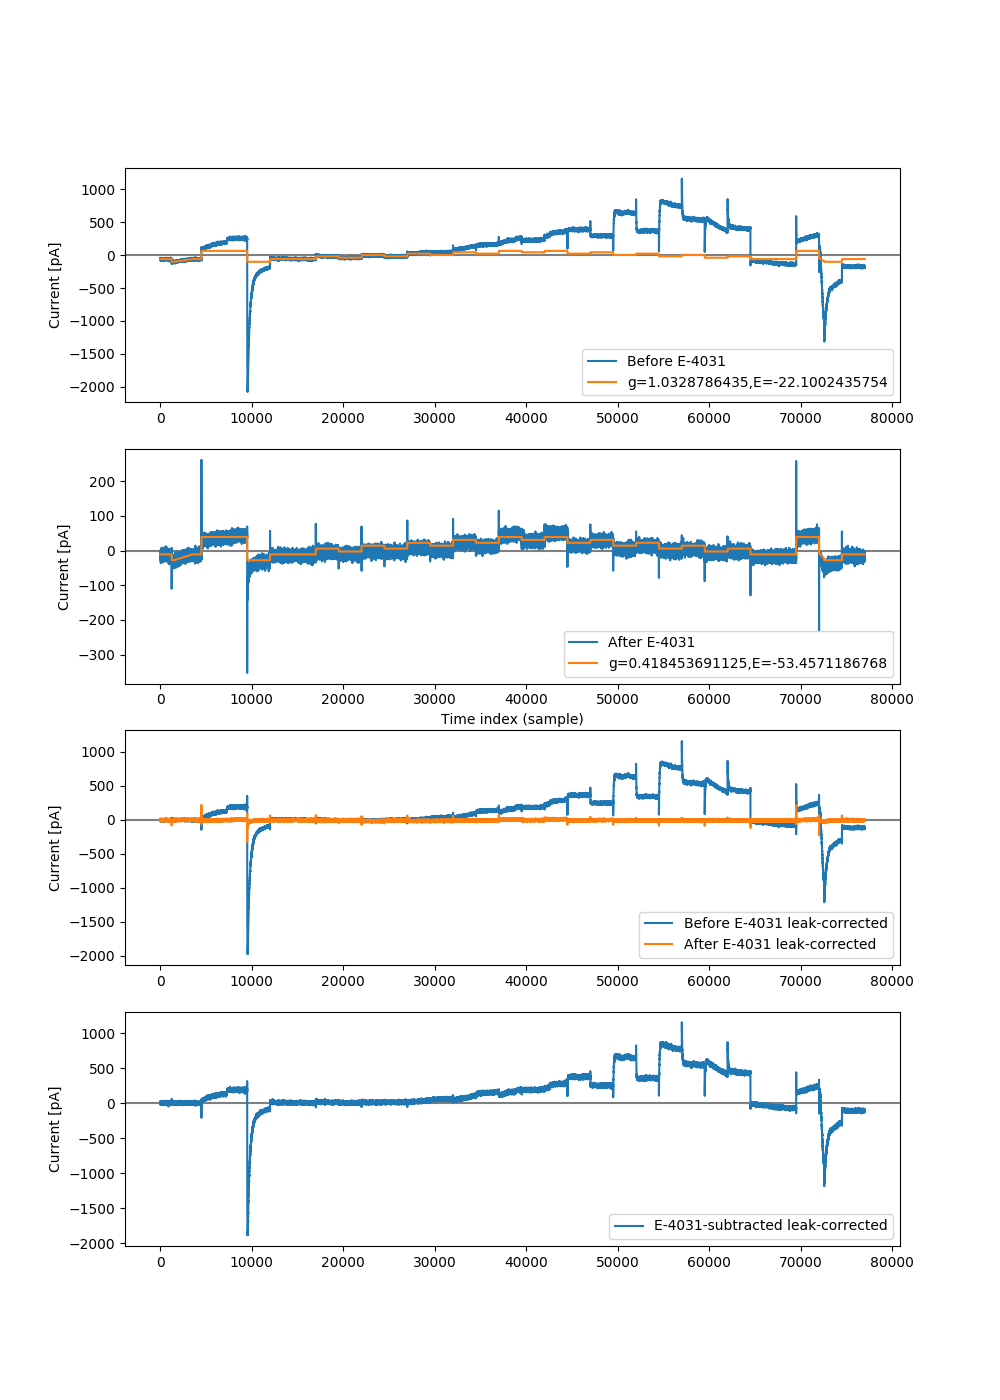 1000
500
0
−500
−1000
−1500
−2000
Current [pA]
Before E-4031
g=1.0328786435,E=-22.1002435754
0 10000 20000 30000 40000 50000 60000 70000 80000
200
100
0
−100
−200
−300
Current [pA]
After E-4031
g=0.418453691125,E=-53.4571186768
0 10000 20000 30000 40000 50000 60000 70000 80000
Time index (sample)
1000
500
0
−500
−1000
−1500
−2000
Current [pA]
Before E-4031 leak-corrected
After E-4031 leak-corrected
0 10000 20000 30000 40000 50000 60000 70000 80000
1000
500
0
−500
−1000
−1500
−2000
Current [pA]
E-4031-subtracted leak-corrected
0 10000 20000 30000 40000 50000 60000 70000 80000